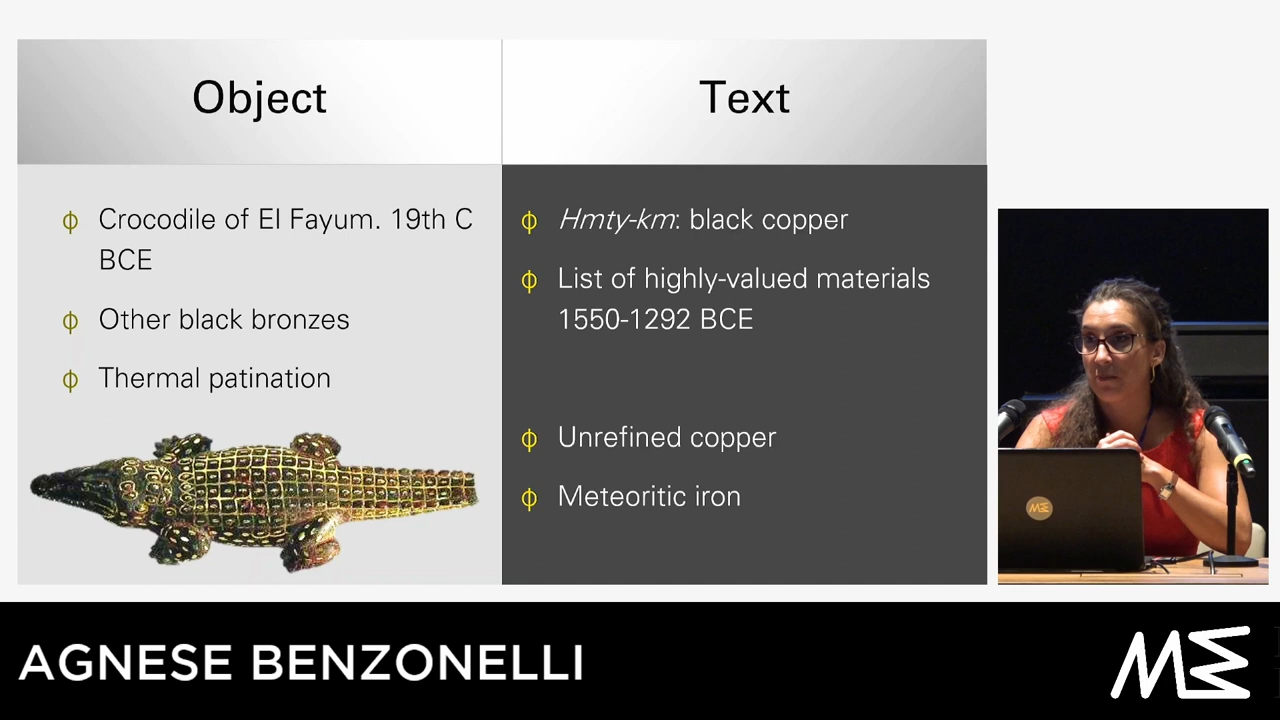 Object
Text
ϕ Crocodile of El Fayum. 19th C
BCE
ϕ Other black bronzes
ϕ Thermal patination
ϕ Hmty-km: black copper
ϕ List of highly-valued materials
1550-1292 BCE
ϕ Unrefined copper
ϕ Meteoritic iron
AGNESE BENZONELLI
ME